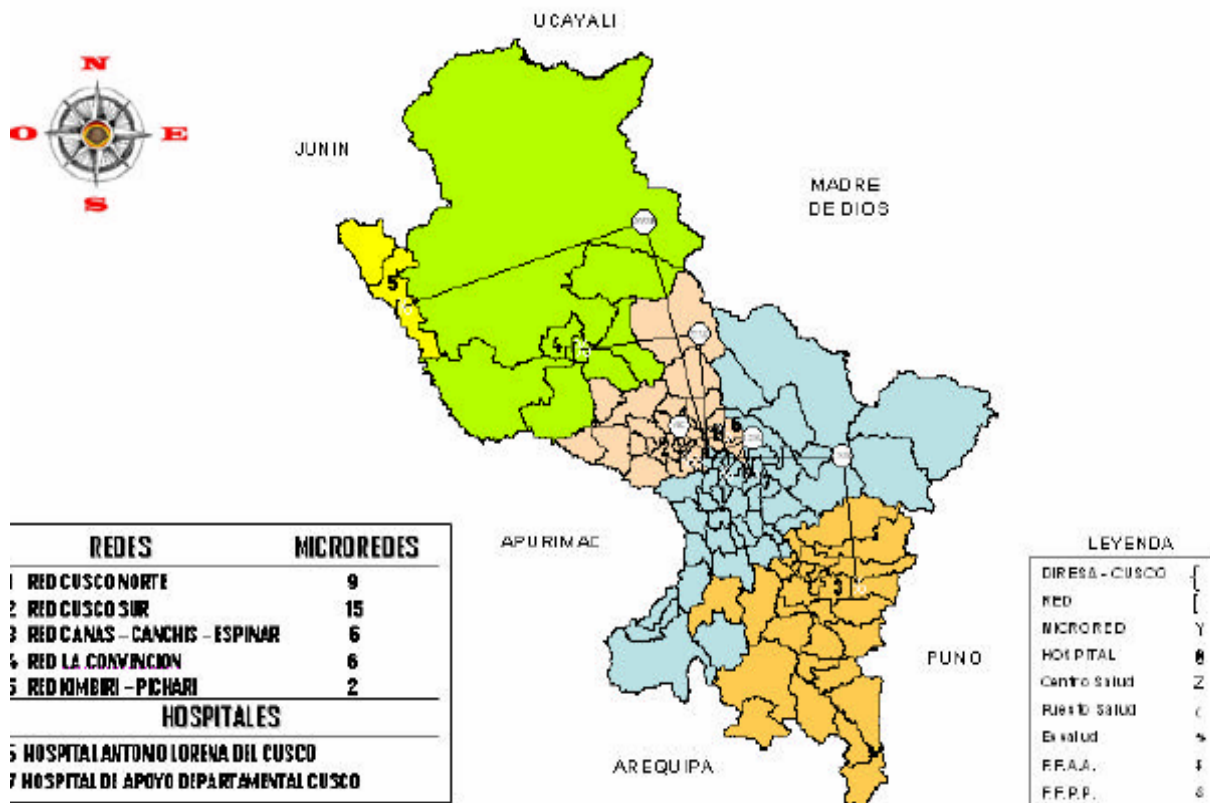 UCAYALI
N
O E
S
JUNIN
MADRE
DE DIOS
5
4
2
6
3
APURIMAC
PUNO
AREQUIPA
REDES MICROREDES
RED CUSCO NORTE 9
2 RED CUSCO SUR 15
3 RED CANAS - CANCHIS - ESPINAR 6
RED LA CONVENCION 6
5 RED KIMBIRI - PICHARI 2
HOSPITALES
HOSPITAL ANTONIO LORENA DEL CUSCO
7 HOSPITAL DE APOYO DEPARTAMENTAL CUSCO
LEYENDA
DIRESA - CUSCO {
RED [
MICRORED Y
HOSPITAL
Centro Salud Z
Puesto Salud
Essalud
F.F.A.A.
F.F.P.P.